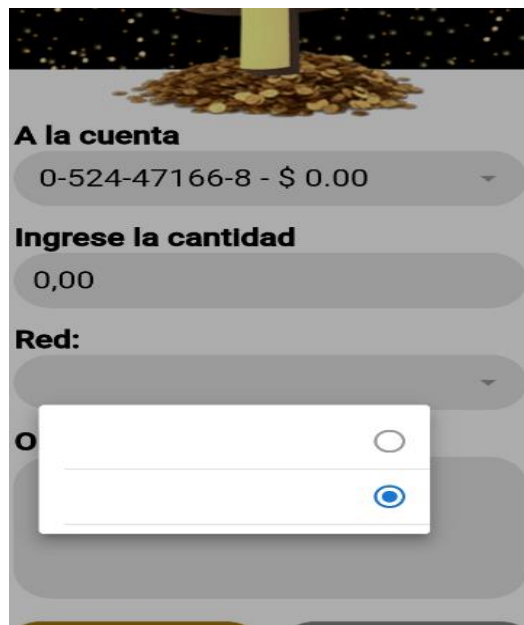 A la cuenta
0-524-47166-8 - $ 0.00
Ingrese la cantidad
0,00
Red:
O